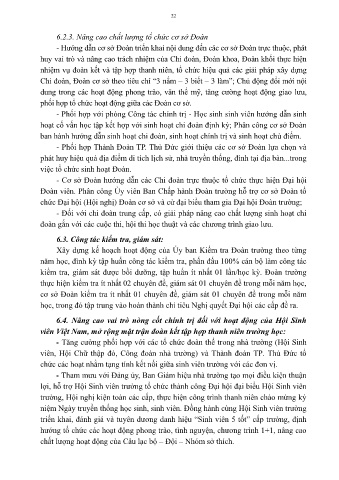 32
6.2.3. Nâng cao chất lượng tổ chức cơ sở Đoàn
- Hướng dẫn cơ sở Đoàn triển khai nội dung đến các cơ sở Đoàn trực thuộc, phát
huy vai trò và nâng cao trách nhiệm của Chi đoàn, Đoàn khoa, Đoàn khối thực hiện
nhiệm vụ đoàn kết và tập hợp thanh niên, tổ chức hiệu quả các giải pháp xây dựng
Chi đoàn, Đoàn cơ sở theo tiêu chí “3 nắm – 3 biết – 3 làm”; Chủ động đổi mới nội
dung trong các hoạt động phong trào, văn thể mỹ, tăng cường hoạt động giao lưu,
phối hợp tổ chức hoạt động giữa các Đoàn cơ sở.
- Phối hợp với phòng Công tác chính trị - Học sinh sinh viên hướng dẫn sinh
hoạt cố vấn học tập kết hợp với sinh hoạt chi đoàn định kỳ; Phân công cơ sở Đoàn
ban hành hướng dẫn sinh hoạt chi đoàn, sinh hoạt chính trị và sinh hoạt chủ điểm.
- Phối hợp Thành Đoàn TP. Thủ Đức giới thiệu các cơ sở Đoàn lựa chọn và
phát huy hiệu quả địa điểm di tích lịch sử, nhà truyền thống, đình tại địa bàn...trong
việc tổ chức sinh hoạt Đoàn.
- Cơ sở Đoàn hướng dẫn các Chi đoàn trực thuộc tổ chức thực hiện Đại hội
Đoàn viên. Phân công Ủy viên Ban Chấp hành Đoàn trường hỗ trợ cơ sở Đoàn tổ
chức Đại hội (Hội nghị) Đoàn cơ sở và cử đại biểu tham gia Đại hội Đoàn trường;
- Đối với chi đoàn trung cấp, có giải pháp nâng cao chất lượng sinh hoạt chi
đoàn gắn với các cuộc thi, hội thi học thuật và các chương trình giao lưu.
6.3. Công tác kiểm tra, giám sát:
Xây dựng kế hoạch hoạt động của Ủy ban Kiểm tra Đoàn trường theo từng
năm học, định kỳ tập huấn công tác kiểm tra, phấn đấu 100% cán bộ làm công tác
kiểm tra, giám sát được bồi dưỡng, tập huấn ít nhất 01 lần/học kỳ. Đoàn trường
thực hiện kiểm tra ít nhất 02 chuyên đề, giám sát 01 chuyên đề trong mỗi năm học,
cơ sở Đoàn kiểm tra ít nhất 01 chuyên đề, giám sát 01 chuyên đề trong mỗi năm
học, trong đó tập trung vào hoàn thành chỉ tiêu Nghị quyết Đại hội các cấp đề ra.
6.4. Nâng cao vai trò nòng cốt chính trị đối với hoạt động của Hội Sinh
viên Việt Nam, mở rộng mặt trận đoàn kết tập hợp thanh niên trường học:
- Tăng cường phối hợp với các tổ chức đoàn thể trong nhà trường (Hội Sinh
viên, Hội Chữ thập đỏ, Công đoàn nhà trường) và Thành đoàn TP. Thủ Đức tổ
chức các hoạt nhằm tạng tính kết nối giữa sinh viên trường với các đơn vị.
- Tham mưu với Đảng ủy, Ban Giám hiệu nhà trường tạo mọi điều kiện thuận
lợi, hỗ trợ Hội Sinh viên trường tổ chức thành công Đại hội đại biểu Hội Sinh viên
trường, Hội nghị kiện toàn các cấp, thực hiện công trình thanh niên chào mừng kỷ
niệm Ngày truyền thống học sinh, sinh viên. Đồng hành cùng Hội Sinh viên trường
triển khai, đánh giá và tuyên dương danh hiệu “Sinh viên 5 tốt” cấp trường, định
hướng tổ chức các hoạt động phong trào, tình nguyện, chương trình 1+1, nâng cao
chất lượng hoạt động của Câu lạc bộ – Đội – Nhóm sở thích.